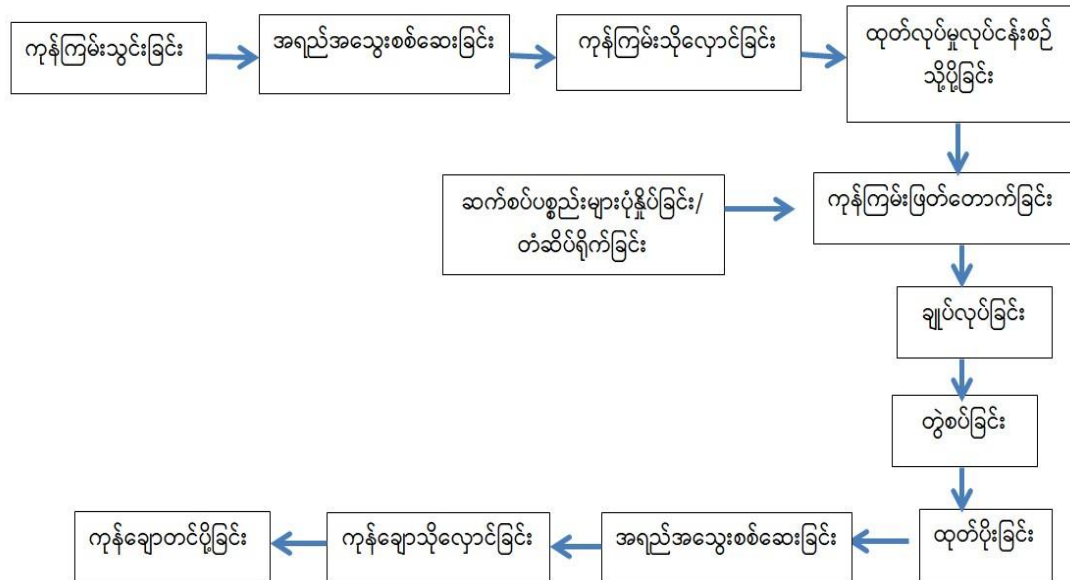 ကုန်ကြမ်းသွင်းခြင်း
အရည်အသွေးစစ်ဆေးခြင်း
ကုန်ကြမ်းသိုလှောင်ခြင်း
ထုတ်လုပ်မှုလုပ်ငန်းစဉ်
သို့ပို့ခြင်း
ဆက်စပ်ပစ္စည်းများပုံနှိပ်ခြင်း/
တံဆိပ်ရိုက်ခြင်း
ကုန်ကြမ်းဖြတ်တောက်ခြင်း
ချုပ်လုပ်ခြင်း
တွဲစပ်ခြင်း
ထုတ်ပိုးခြင်း
အရည်အသွေးစစ်ဆေးခြင်း
ကုန်ချောသိုလှောင်ခြင်း
ကုန်ချောတင်ပို့ခြင်း